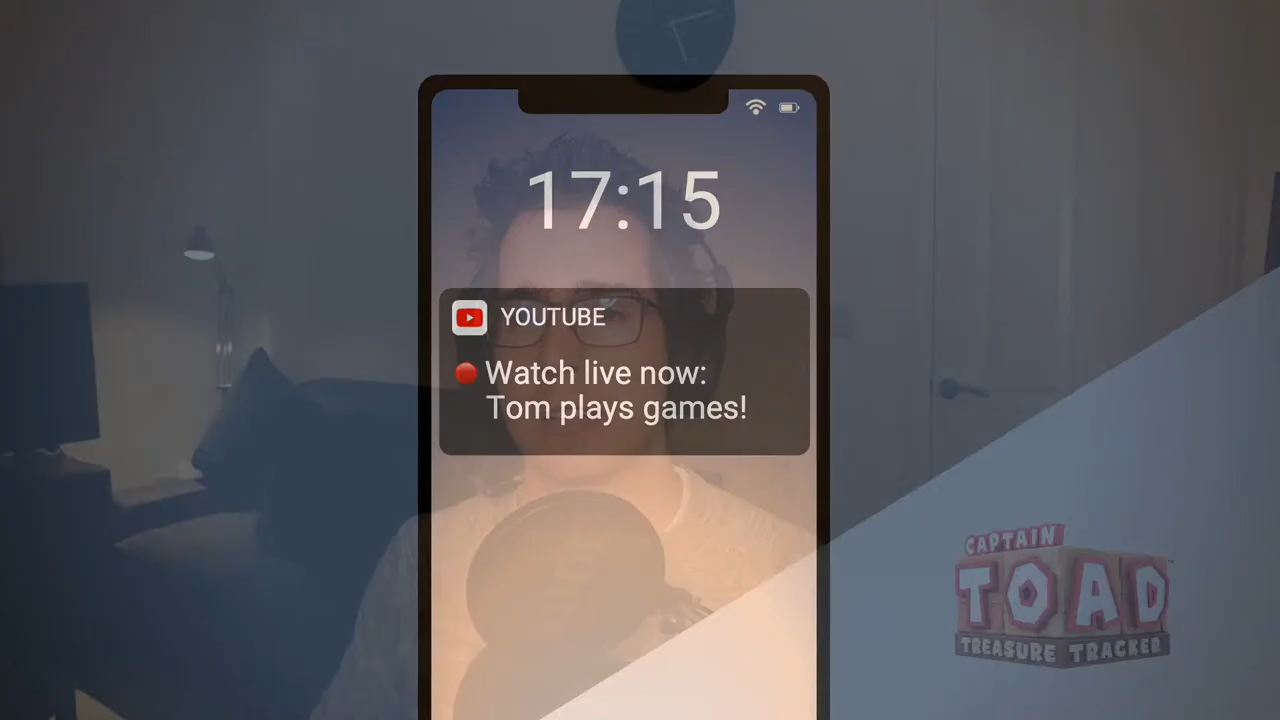 17:15
YOUTUBE
Watch live now:
Tom plays games!
CAPTAIN
TOAD
TREASURE TRACKER